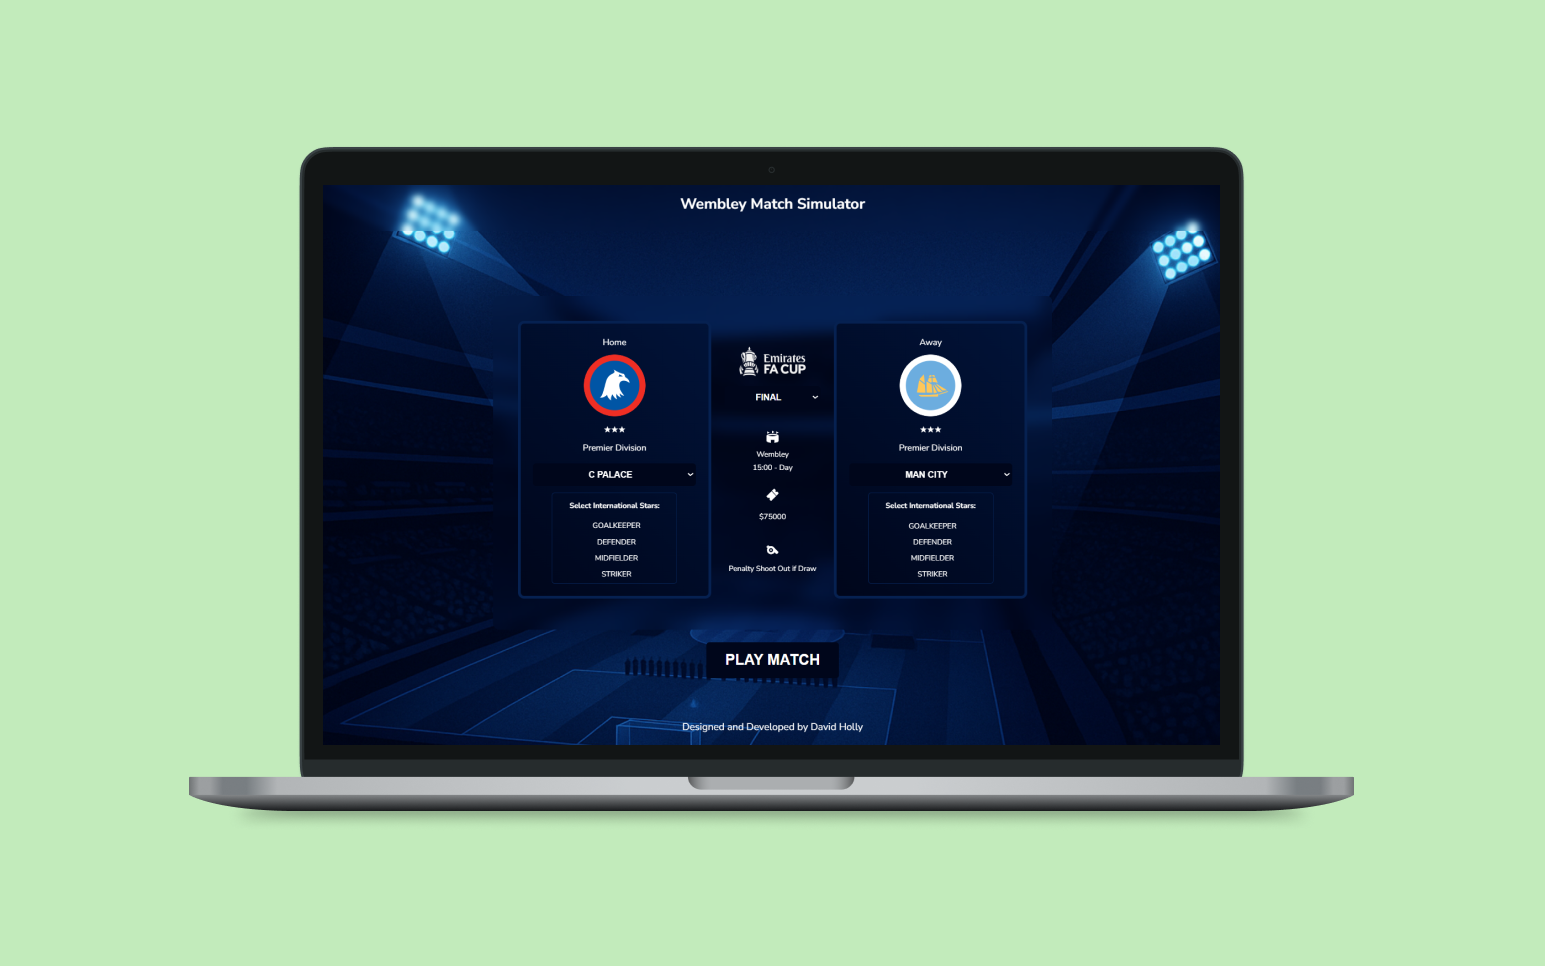 Wembley Match Simulator
Home
★★★
Premier Division
C PALACE
Select International Stars:
GOALKEEPER
DEFENDER
MIDFIELDER
STRIKER
Emirates
FA CUP
FINAL
Wembley
15:00 - Day
$75000
Penalty Shoot Out If Draw
Away
★★★
Premier Division
MAN CITY
Select International Stars:
GOALKEEPER
DEFENDER
MIDFIELDER
STRIKER
PLAY MATCH
Designed and Developed by David Holly